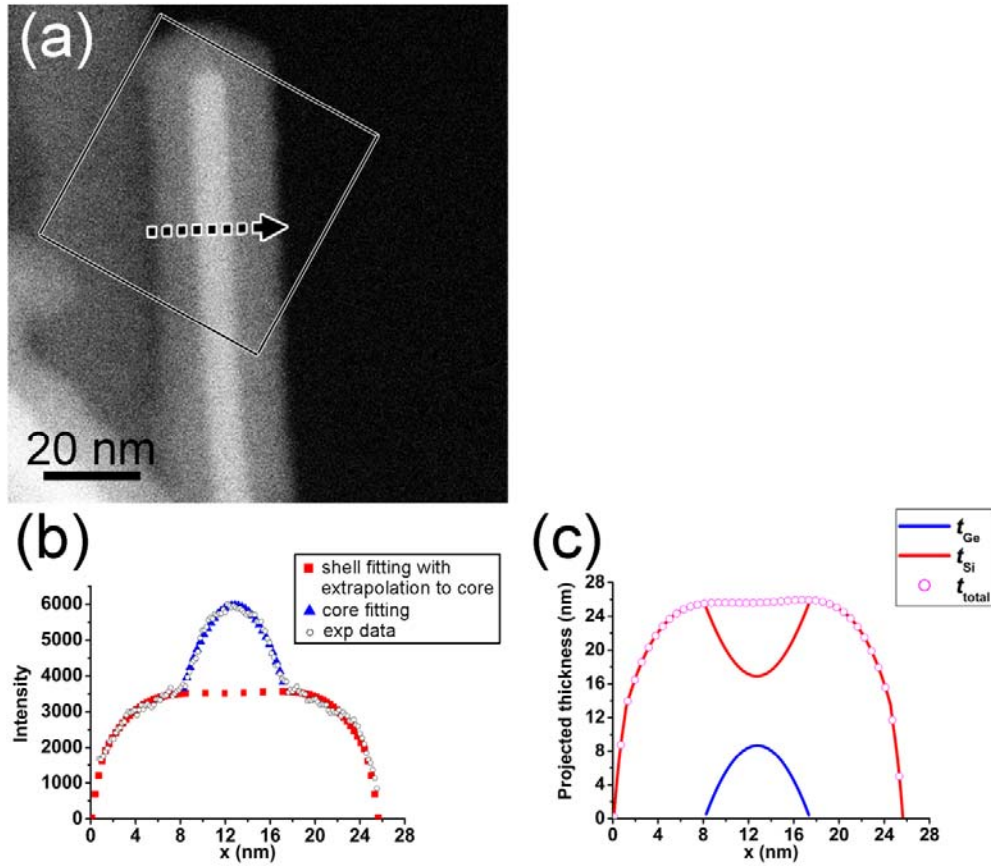 (a)
20 nm
(b)
shell fitting with
extrapolation to core
core fitting
exp data
Intensity
6000
5000
4000
3000
2000
1000
0
0 4 8 12 16 20 24 28
x (nm)
(c)
t_Ge
t_Si
t_total
Projected thickness (nm)
28
24
20
16
12
8
4
0
0 4 8 12 16 20 24 28
x (nm)